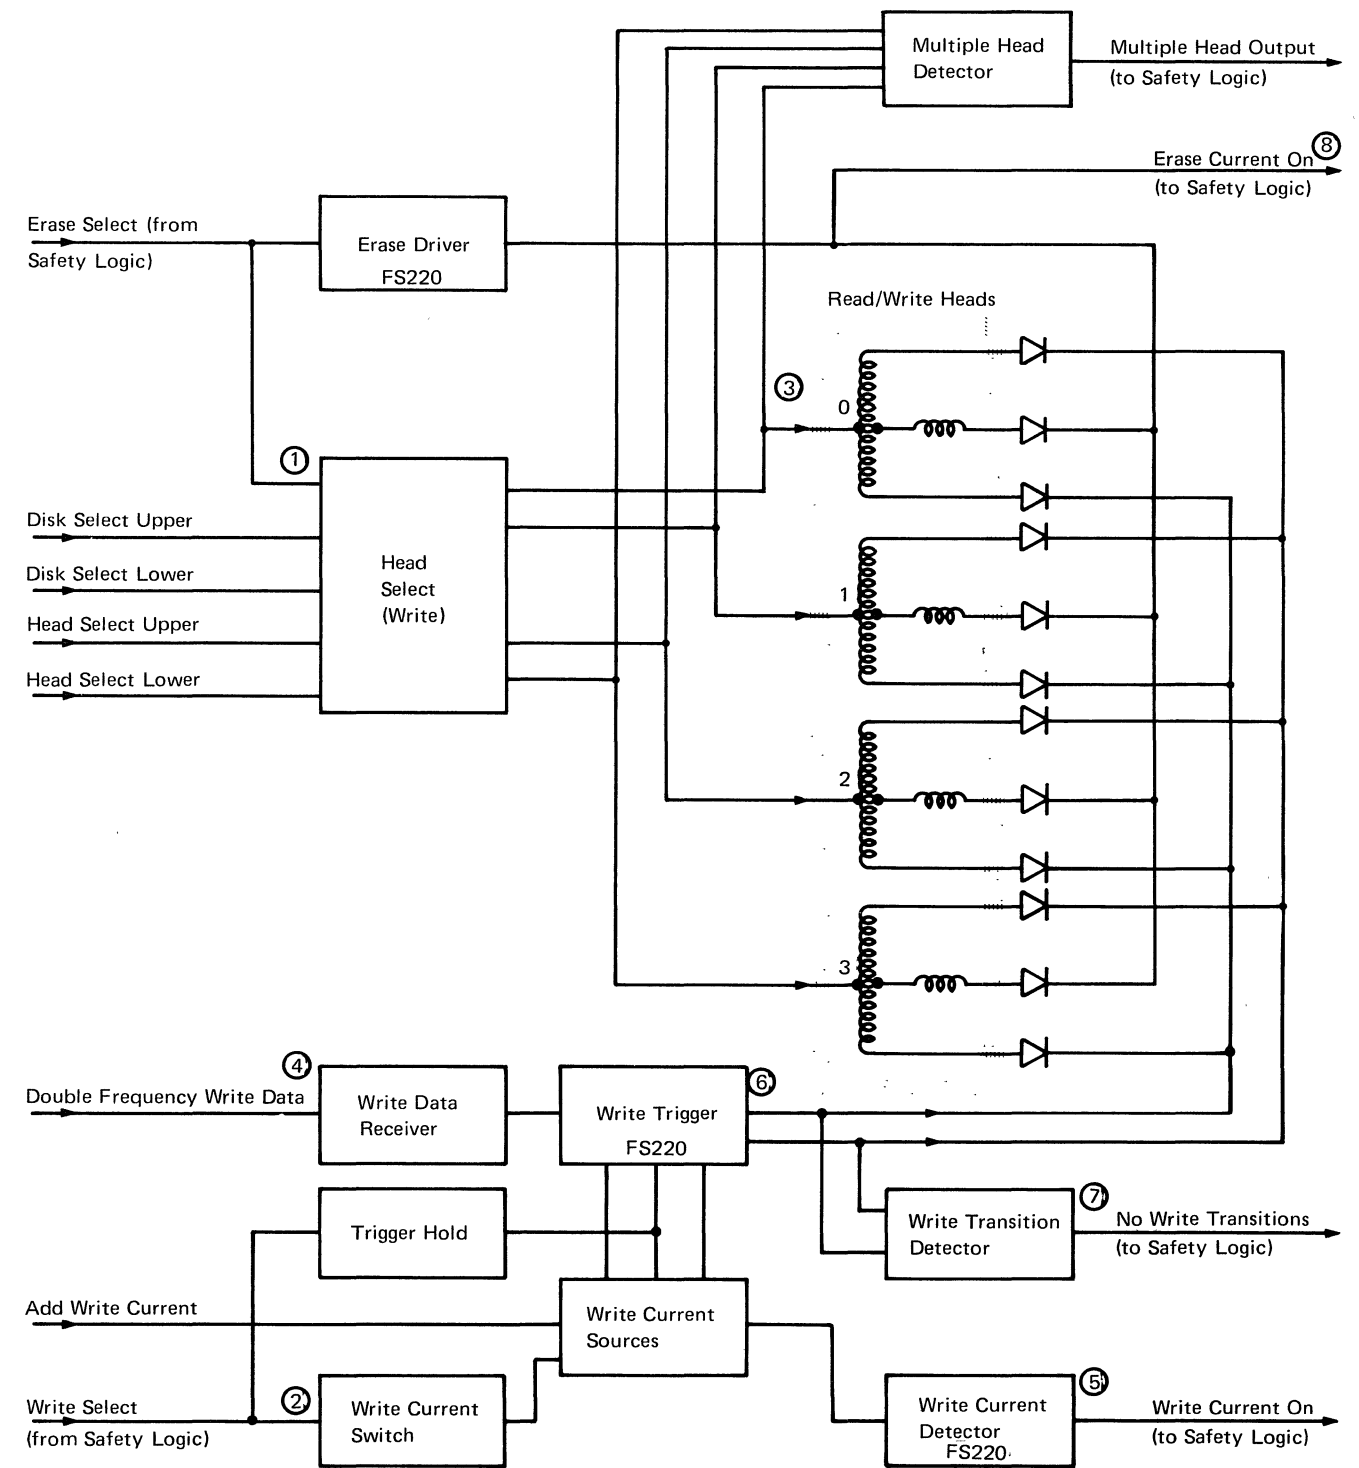 Multiple Head
Detector
Multiple Head Output
(to Safety Logic)
8
Erase Current On
(to Safety Logic)
Erase Select (from
Safety Logic)
Erase Driver
FS220
Read/Write Heads
3
0
1
Disk Select Upper
Disk Select Lower
Head Select Upper
Head Select Lower
Head
Select
(Write)
1
2
3
4
Double Frequency Write Data
Write Data
Receiver
Write Trigger
FS220
6
Trigger Hold
7
Write Transition
Detector
No Write Transitions
(to Safety Logic)
Add Write Current
Write Current
Sources
Write Select
(from Safety Logic)
2
Write Current
Switch
5
Write Current
Detector
FS220
Write Current On
(to Safety Logic)